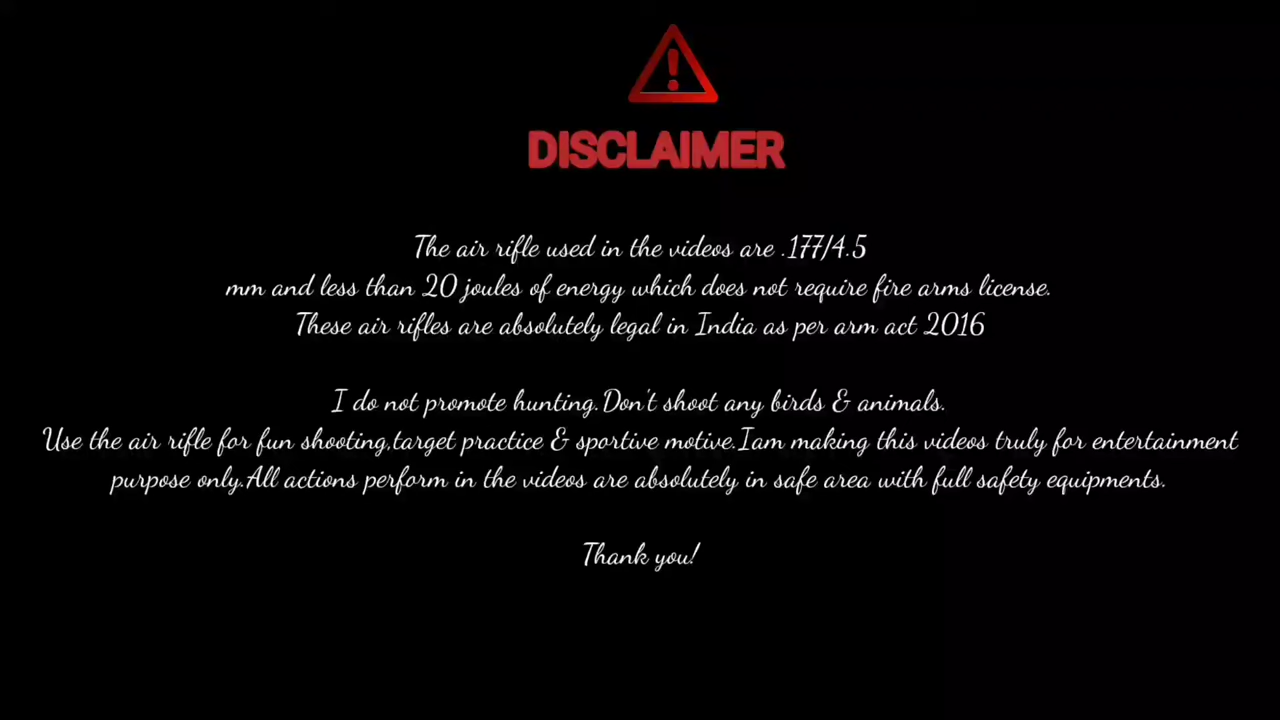 DISCLAIMER
The air rifle used in the videos are .177/4.5
mm and less than 20 joules of energy which does not require fire arms license.
These air rifles are absolutely legal in India as per arm act 2016
I do not promote hunting.Don't shoot any birds & animals.
Use the air rifle for fun shooting,target practice & sportive motive.Iam making this videos truly for entertainment
purpose only.All actions perform in the videos are absolutely in safe area with full safety equipments.
Thank you!